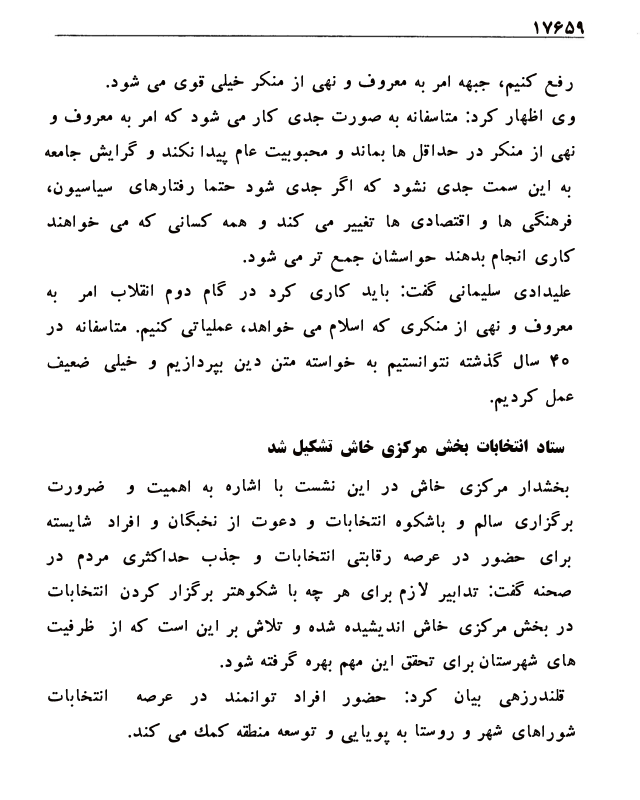 ۱۷۶۵۹
رفع کنیم، جبهه امر به معروف و نهی از منکر خیلی قوی می شود.
وی اظهار کرد: متاسفانه به صورت جدی کار می شود که امر به معروف و
نهی از منکر در حداقل ها بماند و محبوبیت عام پیدا نکند و گرایش جامعه
به این سمت جدی نشود که اگر جدی شود حتما رفتارهای سیاسیون،
فرهنگی ها و اقتصادی ها تغییر می کند و همه کسانی که می خواهند
کاری انجام بدهند حواسشان جمع تر می شود.
علیدادی سلیمانی گفت: باید کاری کرد در گام دوم انقلاب امر به
معروف و نهی از منکری که اسلام می خواهد، عملیاتی کنیم. متاسفانه در
۴۰ سال گذشته نتوانستیم به خواسته متن دین بپردازیم و خیلی ضعیف
عمل کردیم.
ستاد انتخابات بخش مرکزی خاش تشکیل شد
بخشدار مرکزی خاش در این نشست با اشاره به اهمیت و ضرورت
برگزاری سالم و باشکوه انتخابات و دعوت از نخبگان و افراد شایسته
برای حضور در عرصه رقابتی انتخابات و جذب حداکثری مردم در
صحنه گفت: تدابیر لازم برای هر چه با شکوهتر برگزار کردن انتخابات
در بخش مرکزی خاش اندیشیده شده و تلاش بر این است که از ظرفیت
های شهرستان برای تحقق این مهم بهره گرفته شود.
قلندرزهی بیان کرد: حضور افراد توانمند در عرصه انتخابات
شوراهای شهر و روستا به پویایی و توسعه منطقه کمك می کند.